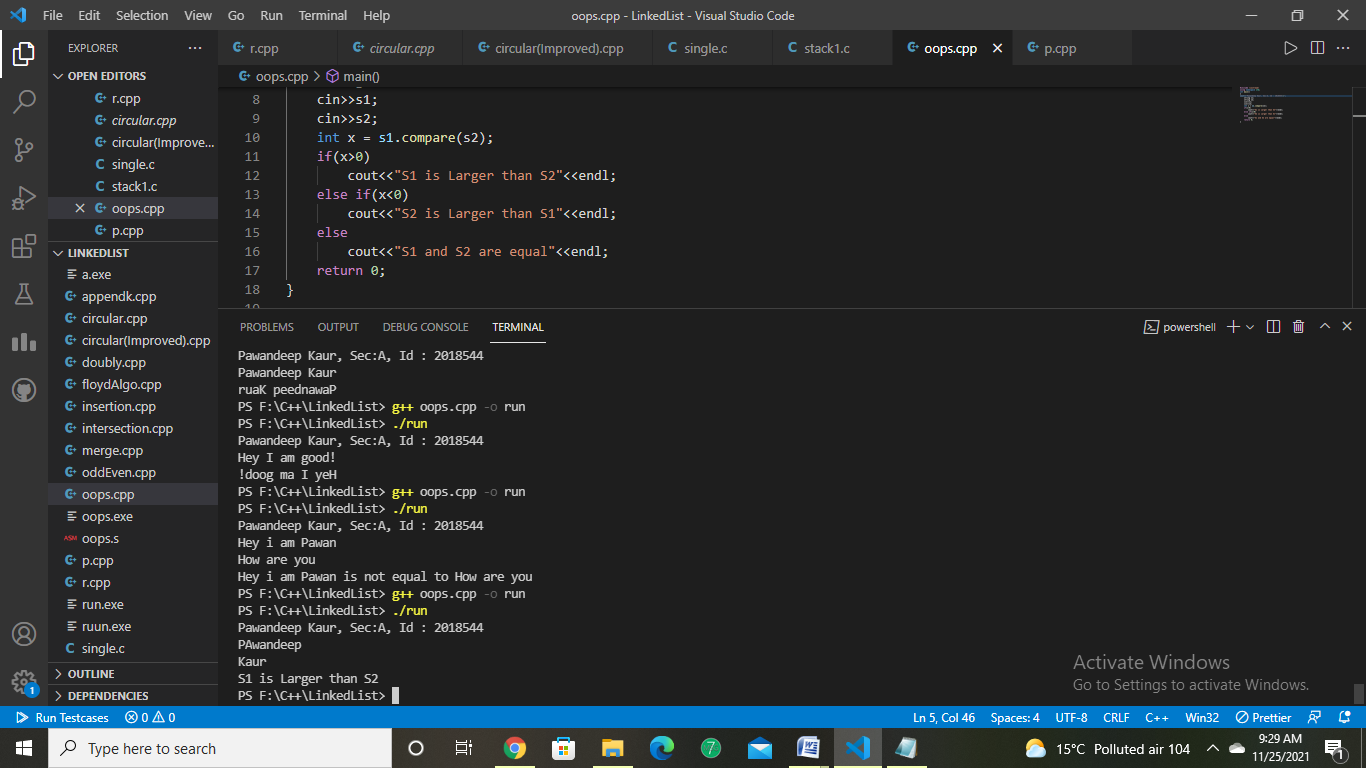 File Edit Selection View Go Run Terminal Help
oops.cpp - LinkedList - Visual Studio Code
EXPLORER
OPEN EDITORS
r.cpp
circular.cpp
circular(Improve...
single.c
stack1.c
oops.cpp
p.cpp
LINKEDLIST
a.exe
appendk.cpp
circular.cpp
circular(Improved).cpp
doubly.cpp
floydAlgo.cpp
insertion.cpp
intersection.cpp
merge.cpp
oddEven.cpp
oops.cpp
oops.exe
ASM oops.s
p.cpp
r.cpp
run.exe
ruun.exe
single.c
OUTLINE
DEPENDENCIES
r.cpp circular.cpp circular(Improved).cpp single.c stack1.c oops.cpp p.cpp
oops.cpp > main()
8 cin>>s1;
9 cin>>s2;
10 int x = s1.compare(s2);
11 if(x>0)
12 cout<<"S1 is Larger than S2"<<endl;
13 else if(x<0)
14 cout<<"S2 is Larger than S1"<<endl;
15 else
16 cout<<"S1 and S2 are equal"<<endl;
17 return 0;
18 }
PROBLEMS OUTPUT DEBUG CONSOLE TERMINAL
powershell
Pawandeep Kaur, Sec:A, Id : 2018544
Pawandeep Kaur
ruaK peednawaP
PS F:\C++\LinkedList> g++ oops.cpp -o run
PS F:\C++\LinkedList> ./run
Pawandeep Kaur, Sec:A, Id : 2018544
Hey I am good!
!doog ma I yeH
PS F:\C++\LinkedList> g++ oops.cpp -o run
PS F:\C++\LinkedList> ./run
Pawandeep Kaur, Sec:A, Id : 2018544
Hey i am Pawan
How are you
Hey i am Pawan is not equal to How are you
PS F:\C++\LinkedList> g++ oops.cpp -o run
PS F:\C++\LinkedList> ./run
Pawandeep Kaur, Sec:A, Id : 2018544
PAwandeep
Kaur
S1 is Larger than S2
PS F:\C++\LinkedList>
Activate Windows
Go to Settings to activate Windows.
1
Run Testcases 0 0
Ln 5, Col 46 Spaces: 4 UTF-8 CRLF C++ Win32 Prettier
Type here to search
7
15°C Polluted air 104
9:29 AM
11/25/2021
1